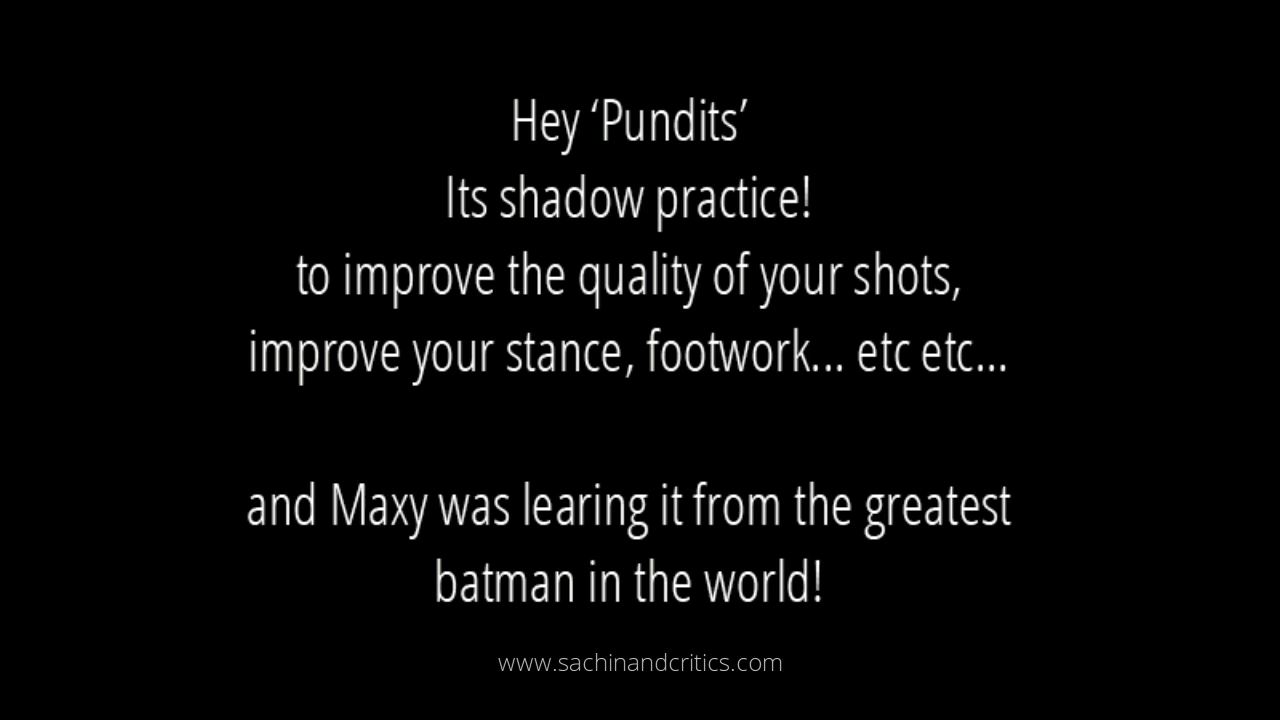 Hey ‘Pundits’
Its shadow practice!
to improve the quality of your shots,
improve your stance, footwork... etc etc...
and Maxy was learing it from the greatest
batman in the world!
www.sachinandcritics.com